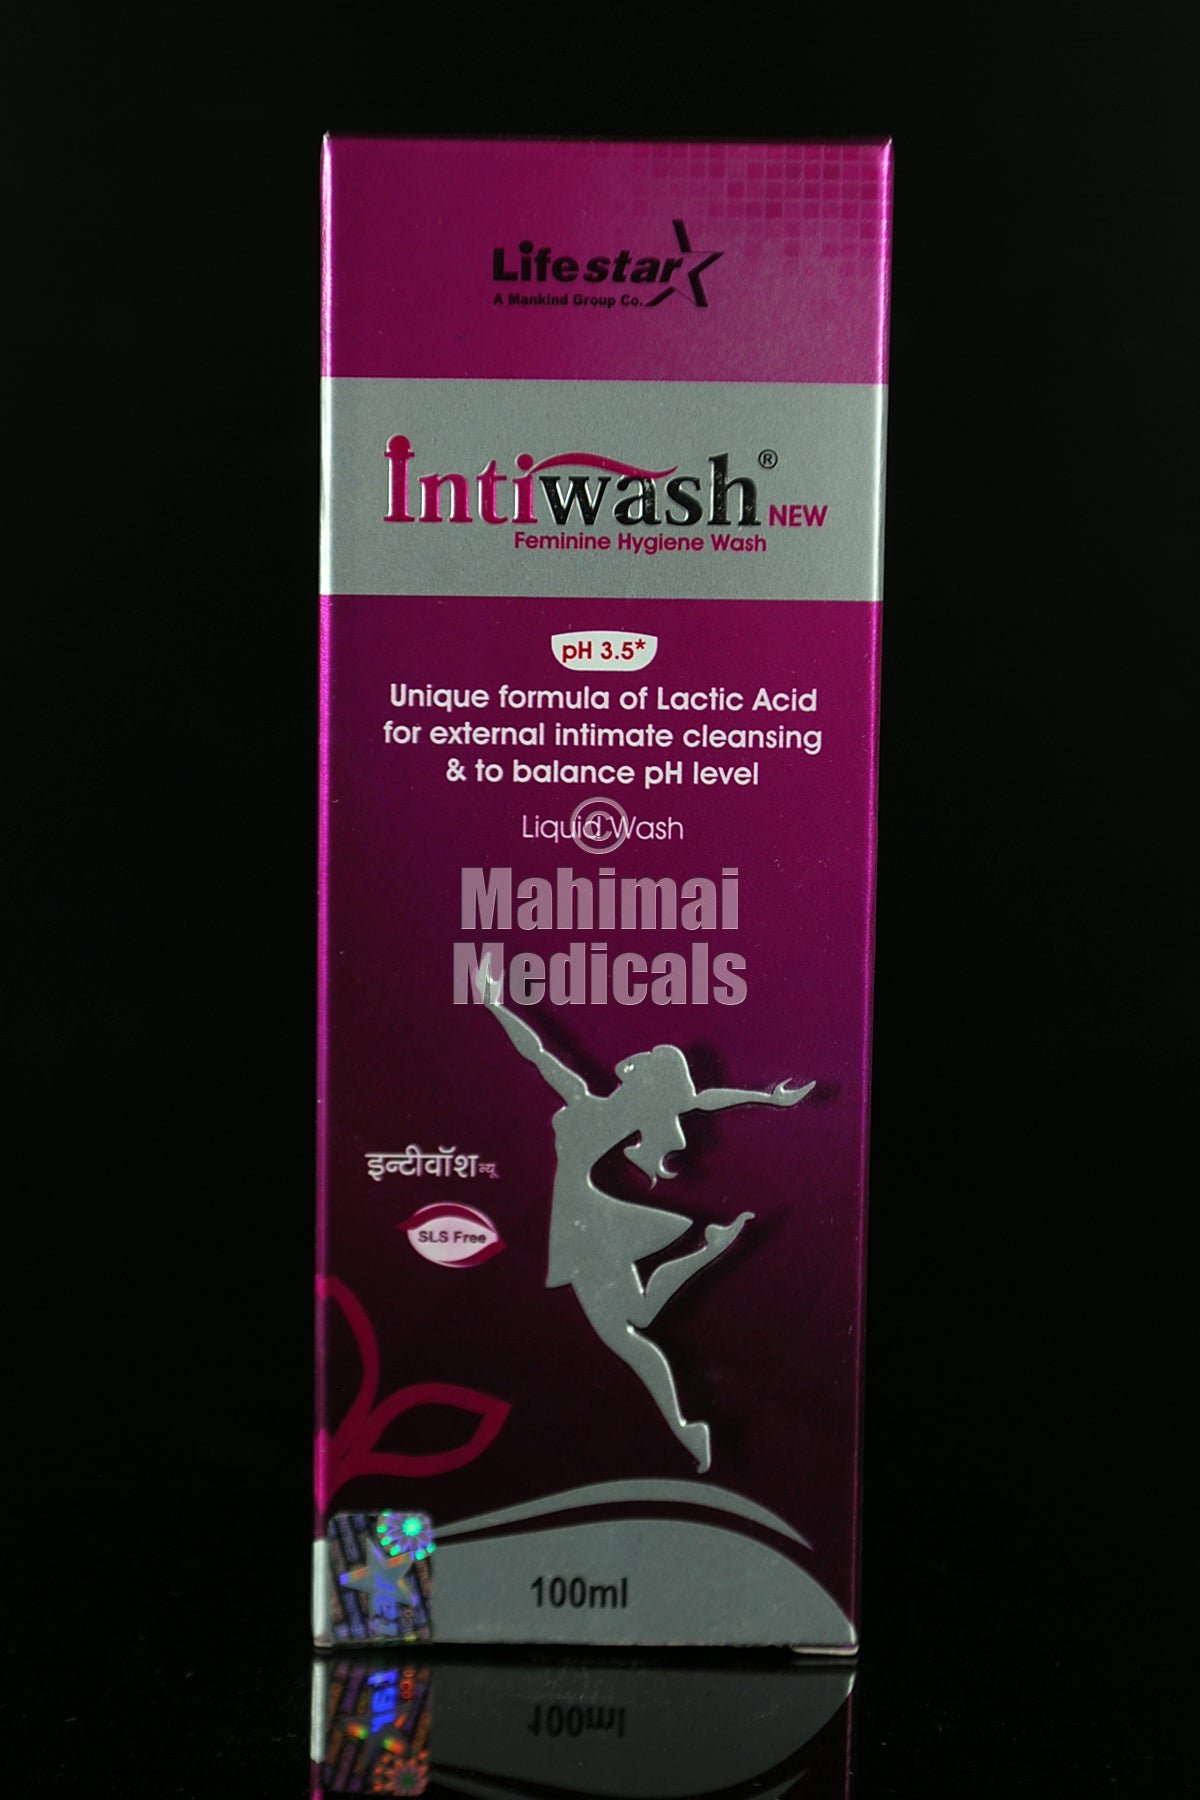 Lifestar
A Mankind Group Co.
Intiwash® NEW
Feminine Hygiene Wash
pH 3.5*
Unique formula of Lactic Acid
for external intimate cleansing
& to balance pH level
Liquid Wash
©
Mahimai
Medicals
इन्टीवॉश न्यू
SLS Free
100ml